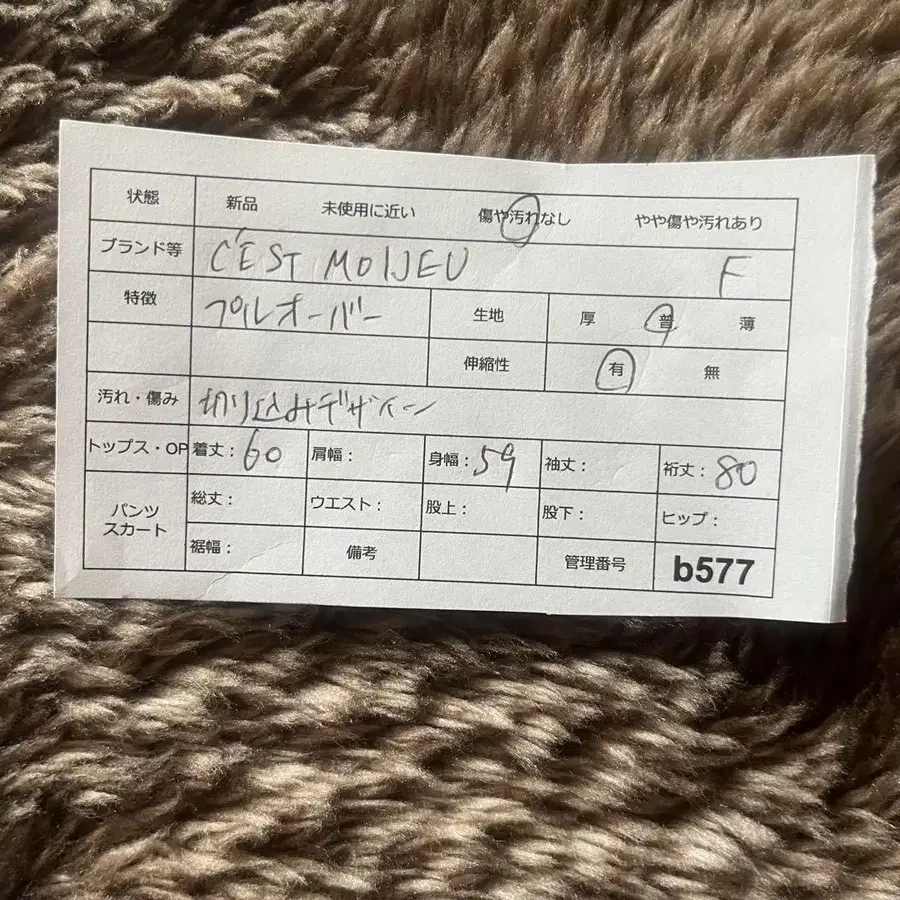 状態 新品 未使用に近い 傷や汚れなし やや傷や汚れあり
ブランド等 C'EST MOIJEU F
特徴 プルオーバー 生地 厚 普 薄
伸縮性 有 無
汚れ・傷み 切り込みデザイン
トップス・OP 着丈: 60 肩幅: 身幅: 59 袖丈: 裄丈: 80
パンツ スカート 総丈: ウエスト: 股上: 股下: ヒップ:
裾幅: 備考 管理番号 b577